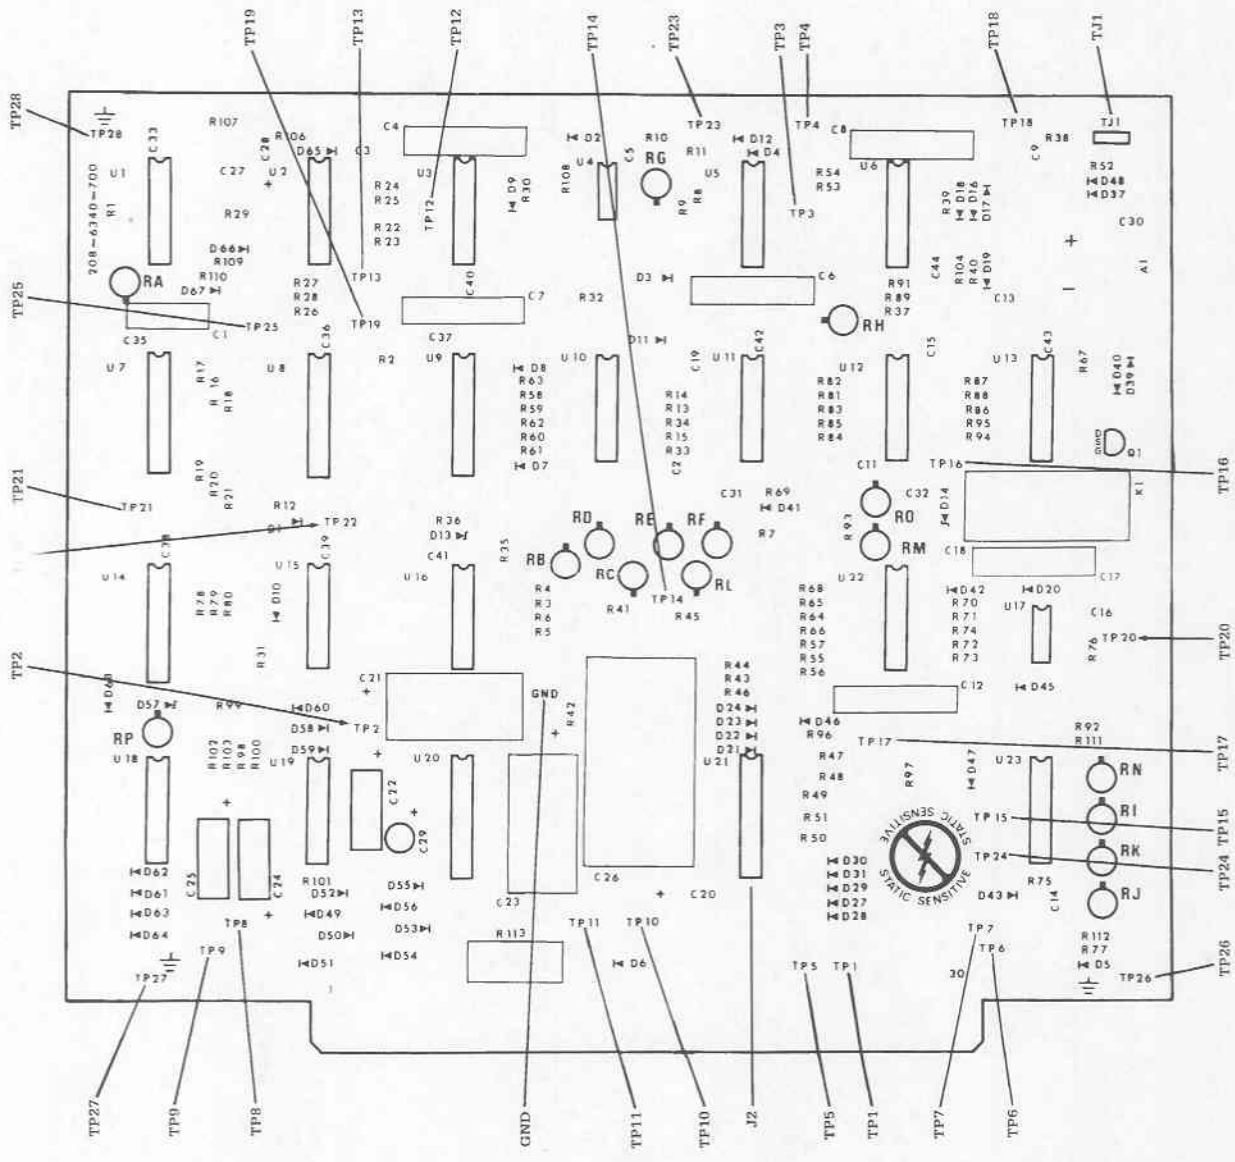 TP19
TP13
TP12
TP14
TP23
TP3
TP4
TP18
TJ1
TP28
TP25
TP21
TP2
TP16
TP20
TP17
TP15
TP24
TP26
TP27
TP9
TP8
GND
TP11
TP10
J2
TP5
TP1
TP7
TP6
TP28
C33
R107
C28
R106
D65
C3
C4
D2
R10
TP23
D12
D4
TP4
C8
TP18
C9
R38
TJ1
U1
C27
U2
R24
R25
U3
D9
R30
R108
U4
C5
RG
R11
U5
R54
R53
U6
R52
D48
D37
208-6340-700
R1
R29
R22
R23
TP12
R9
R8
TP3
R39
D18
D16
D17
C30
D66
R109
R110
D67
RA
R27
R28
R26
TP13
C40
D3
C6
R91
R89
R37
C44
R104
R40
D19
+
−
A1
C1
TP25
TP19
C7
R32
RH
C13
C35
C36
C37
D11
C19
C42
C15
C43
R67
U7
R17
R16
R18
U8
R2
U9
D8
R63
R58
R59
R62
R60
R61
D7
U10
R14
R13
R34
R15
R33
C2
U11
R82
R81
R83
R85
R84
U12
R87
R88
R86
R95
R94
U13
D40
D39
DSG
Q1
R19
R20
R21
C11
TP16
K1
TP21
R12
D1
TP22
R36
D13
R35
RD
RE
RF
C31
R69
D41
R7
RO
C32
D14
R93
RM
C18
C39
C41
RB
RC
RL
C17
U14
R78
R79
R80
D10
U15
U16
R4
R3
R6
R5
R41
TP14
R45
R68
R65
R64
R66
R57
R55
R56
U22
D42
R70
R71
R74
R72
R73
D20
U17
C16
R76
TP20
R31
C21
GND
R44
R43
R46
D24
D23
D22
D21
C12
D45
D57
R99
D60
D58
D59
TP2
R42
D46
R96
TP17
R92
R111
RP
U18
R102
R103
R98
R100
U19
C22
U20
U21
R47
R48
R49
R51
R50
R97
D47
U23
RN
RI
RK
RJ
C29
STATIC SENSITIVE
STATIC SENSITIVE
TP15
TP24
D62
D61
D63
D64
C25
C24
R101
D52
D49
D50
D51
D55
D56
D53
D54
C23
C26
C20
D30
D31
D29
D27
D28
D43
R75
C14
TP8
TP9
TP27
R113
TP11
TP10
D6
TP5
TP1
TP7
TP6
30
R112
R77
D5
TP26